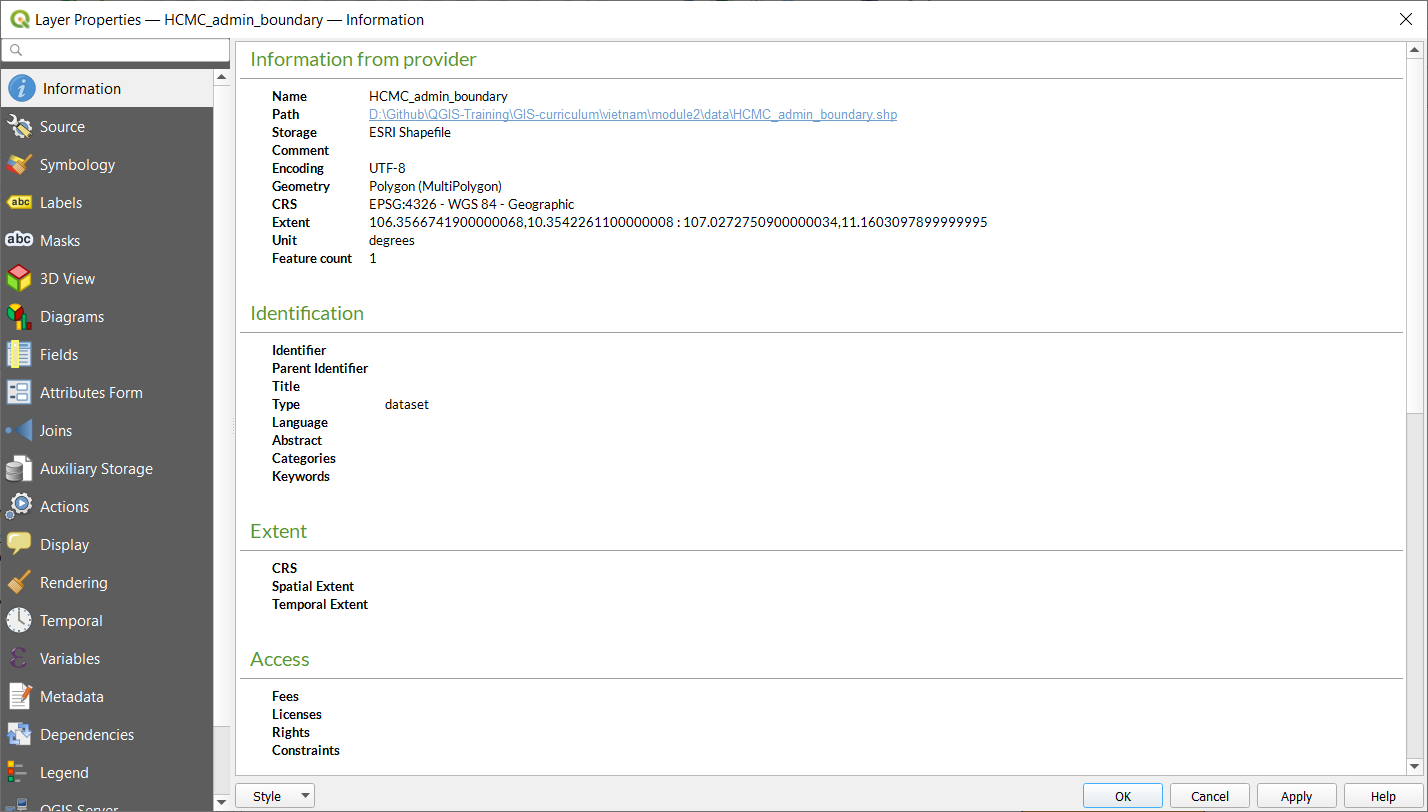 Layer Properties — HCMC_admin_boundary — Information
Information
Source
Symbology
abc Labels
abc Masks
3D View
Diagrams
Fields
Attributes Form
Joins
Auxiliary Storage
Actions
Display
Rendering
Temporal
Variables
Metadata
Dependencies
Legend
QGIS Server
Information from provider
Name HCMC_admin_boundary
Path D:\Github\QGIS-Training\GIS-curriculum\vietnam\module2\data\HCMC_admin_boundary.shp
Storage ESRI Shapefile
Comment
Encoding UTF-8
Geometry Polygon (MultiPolygon)
CRS EPSG:4326 - WGS 84 - Geographic
Extent 106.3566741900000068,10.3542261100000008 : 107.0272750900000034,11.1603097899999995
Unit degrees
Feature count 1
Identification
Identifier
Parent Identifier
Title
Type dataset
Language
Abstract
Categories
Keywords
Extent
CRS
Spatial Extent
Temporal Extent
Access
Fees
Licenses
Rights
Constraints
Style OK Cancel Apply Help